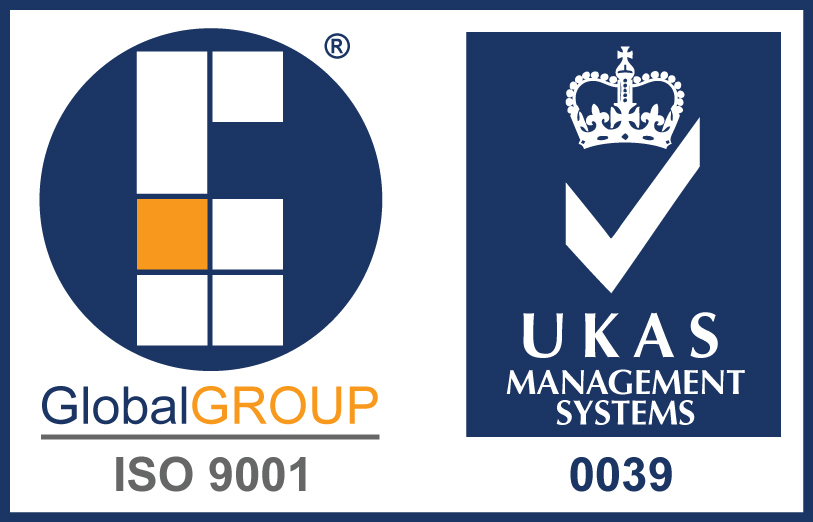 ®
GlobalGROUP
ISO 9001
UKAS
MANAGEMENT
SYSTEMS
0039